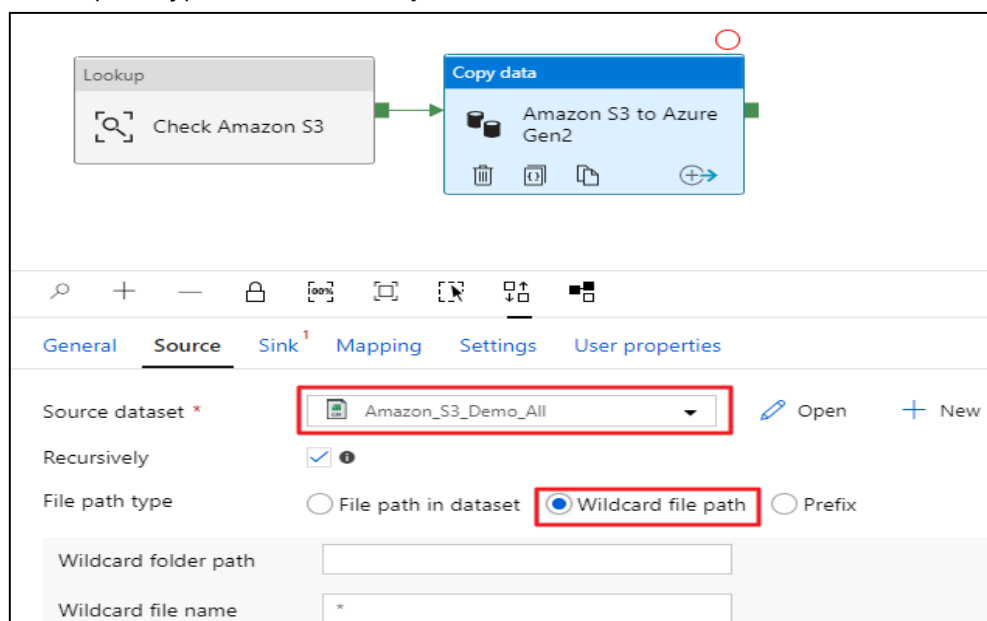 Lookup
Check Amazon S3
Copy data
Amazon S3 to Azure
Gen2
100%
General Source Sink 1 Mapping Settings User properties
Source dataset * Amazon_S3_Demo_All Open New
Recursively
File path type File path in dataset Wildcard file path Prefix
Wildcard folder path
Wildcard file name *